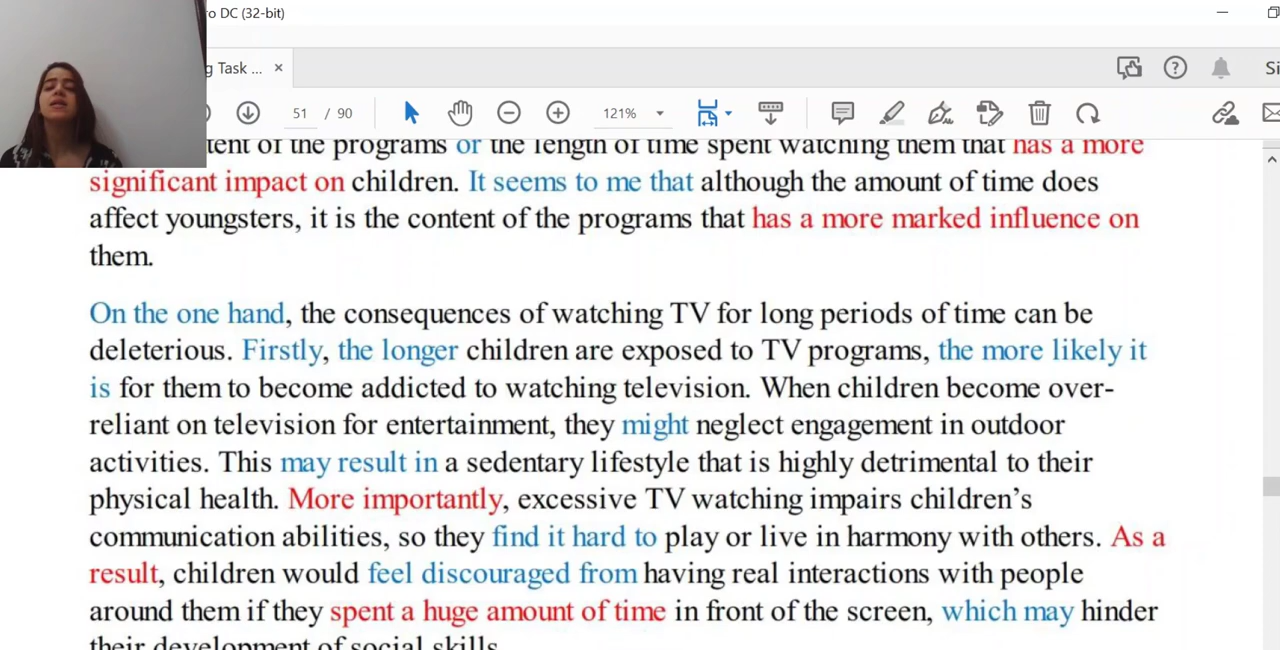 o DC (32-bit)
g Task ...
Si
51 / 90
121%
tent of the programs or the length of time spent watching them that has a more
significant impact on children. It seems to me that although the amount of time does
affect youngsters, it is the content of the programs that has a more marked influence on
them.
On the one hand, the consequences of watching TV for long periods of time can be
deleterious. Firstly, the longer children are exposed to TV programs, the more likely it
is for them to become addicted to watching television. When children become over-
reliant on television for entertainment, they might neglect engagement in outdoor
activities. This may result in a sedentary lifestyle that is highly detrimental to their
physical health. More importantly, excessive TV watching impairs children's
communication abilities, so they find it hard to play or live in harmony with others. As a
result, children would feel discouraged from having real interactions with people
around them if they spent a huge amount of time in front of the screen, which may hinder
their development of social skills.